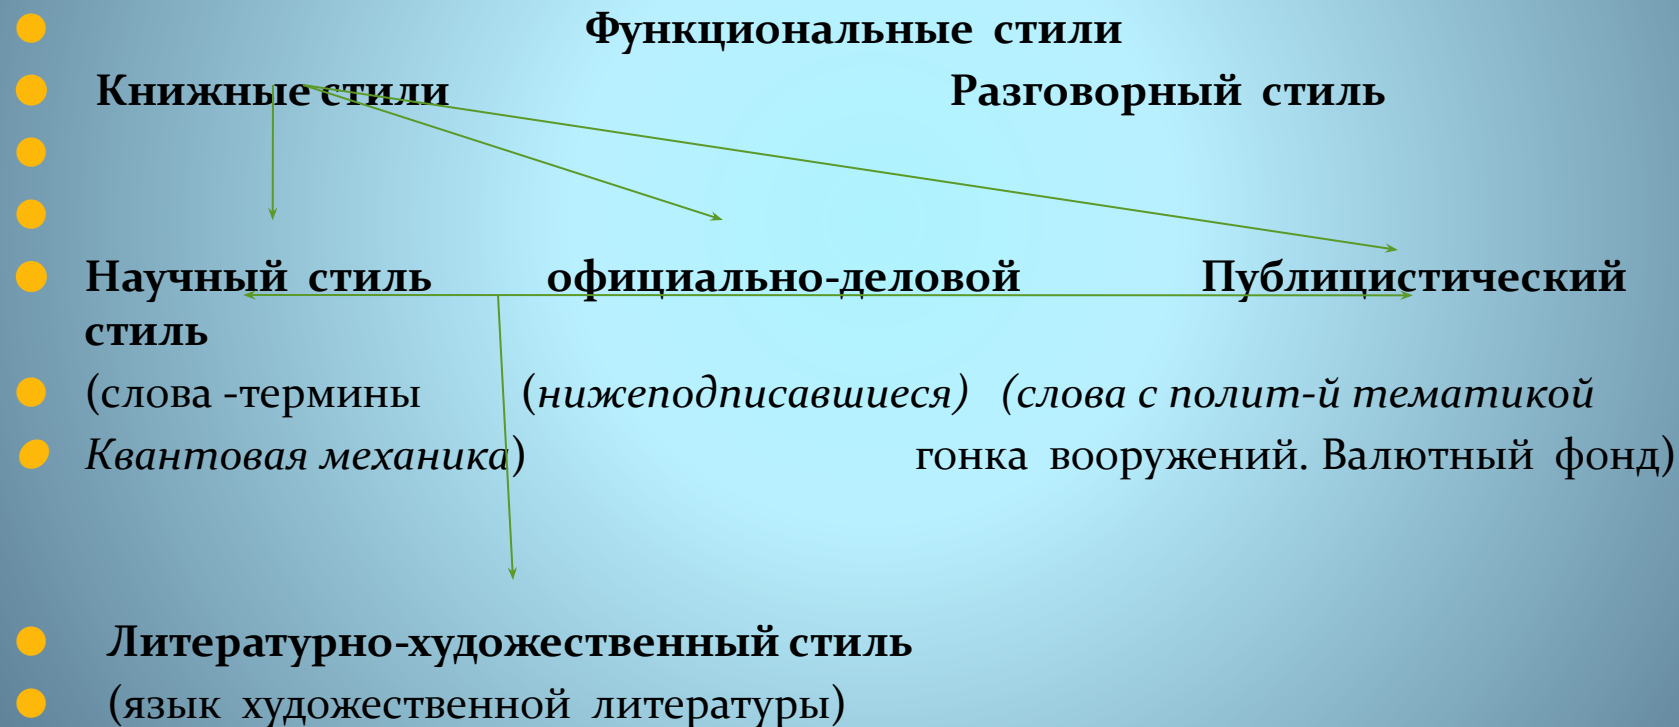 Функциональные стили
Книжные стили Разговорный стиль
Научный стиль официально-деловой Публицистический
стиль
(слова -термины (нижеподписавшиеся) (слова с полит-й тематикой
Квантовая механика) гонка вооружений. Валютный фонд)
Литературно-художественный стиль
(язык художественной литературы)